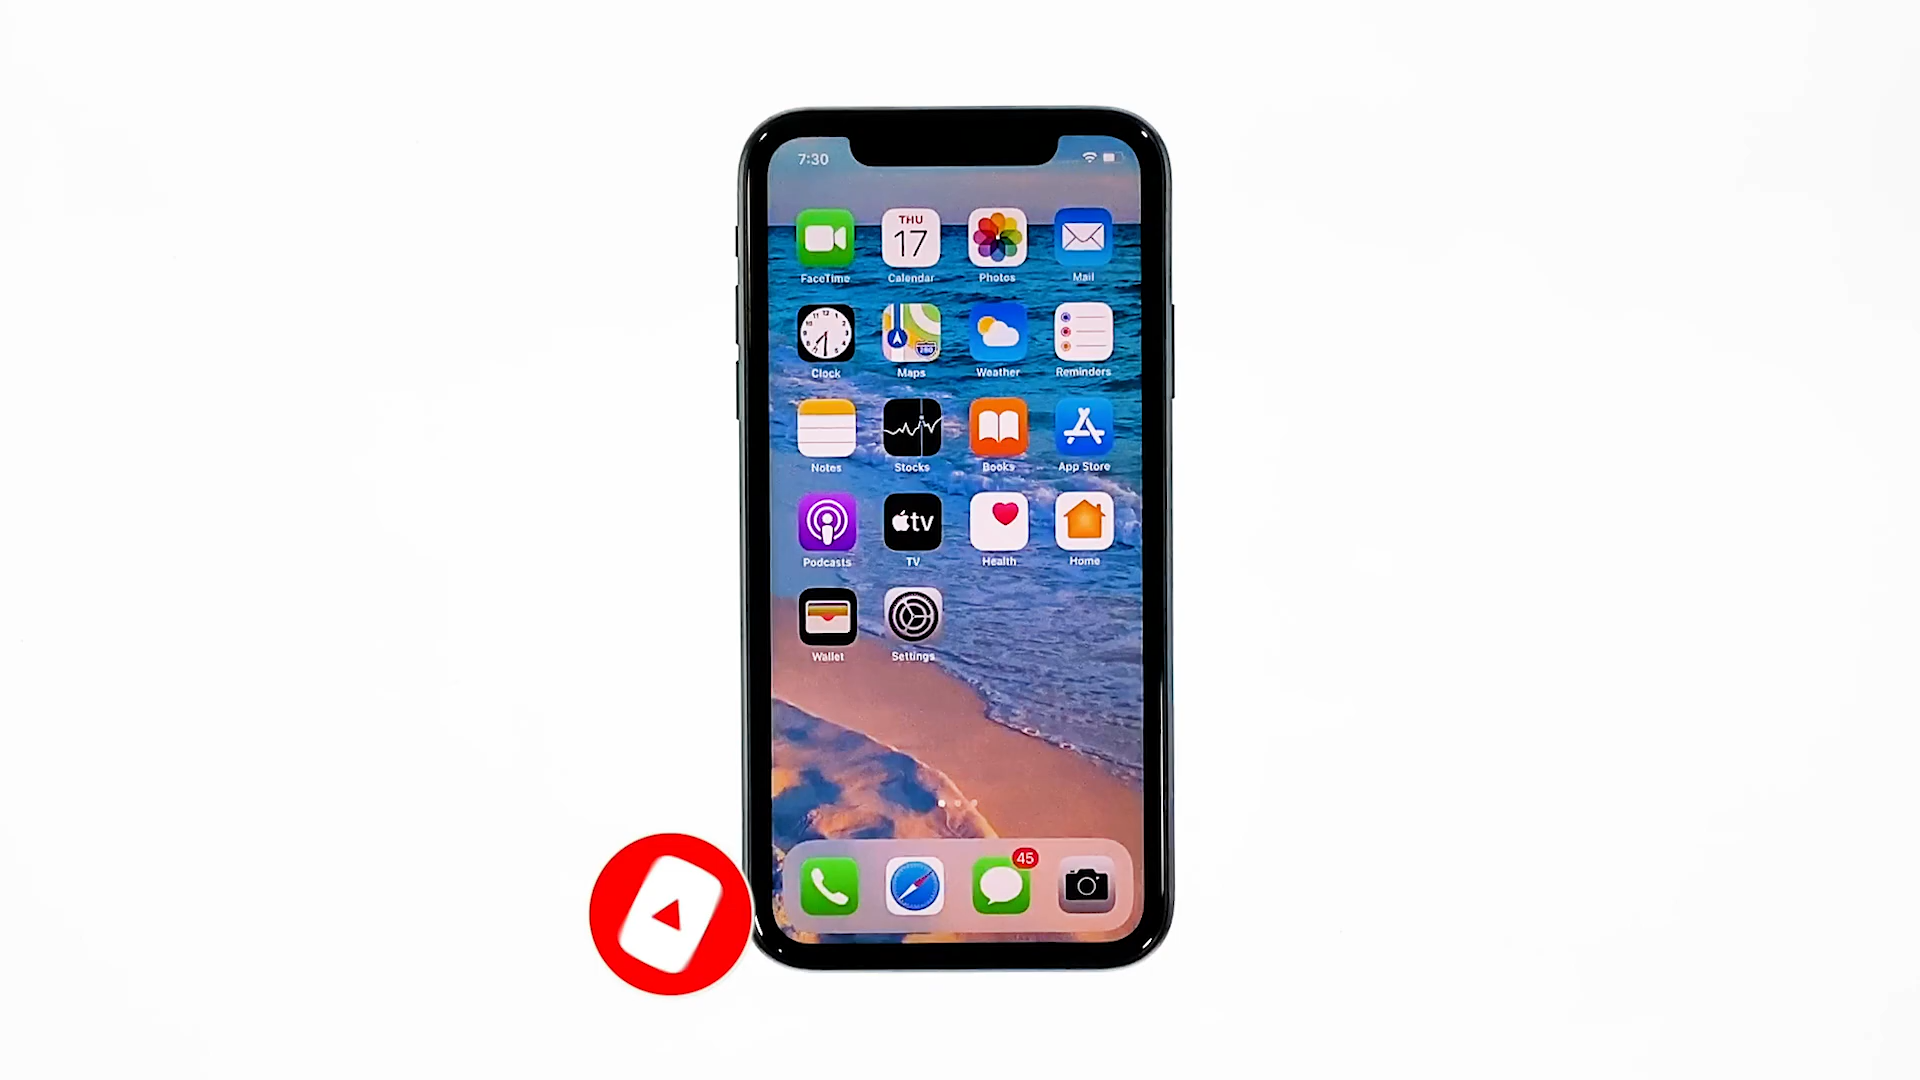 7:30
THU
17
FaceTime
Calendar
Photos
Mail
280
Clock
Maps
Weather
Reminders
Notes
Stocks
Books
App Store
tv
Podcasts
TV
Health
Home
Wallet
Settings
45